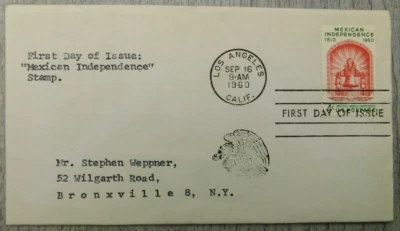 First Day of Issue:
"Mexican Independence"
Stamp.
LOS ANGELES
SEP 16
9-AM
1960
CALIF.
MEXICAN
INDEPENDENCE
1810 1960
FIRST DAY OF ISSUE
Mr. Stephen Weppner,
52 Wilgarth Road,
Bronxville 8, N.Y.